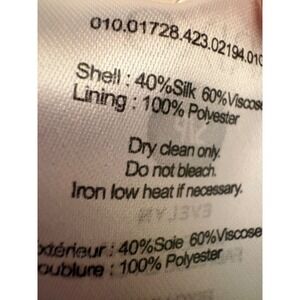 010.01728.423.02194.010
Shell : 40%Silk 60%Viscose
Lining : 100% Polyester
Dry clean only.
Do not bleach.
Iron low heat if necessary.
xtérieur : 40%Soie 60%Viscose
oublure : 100% Polyester